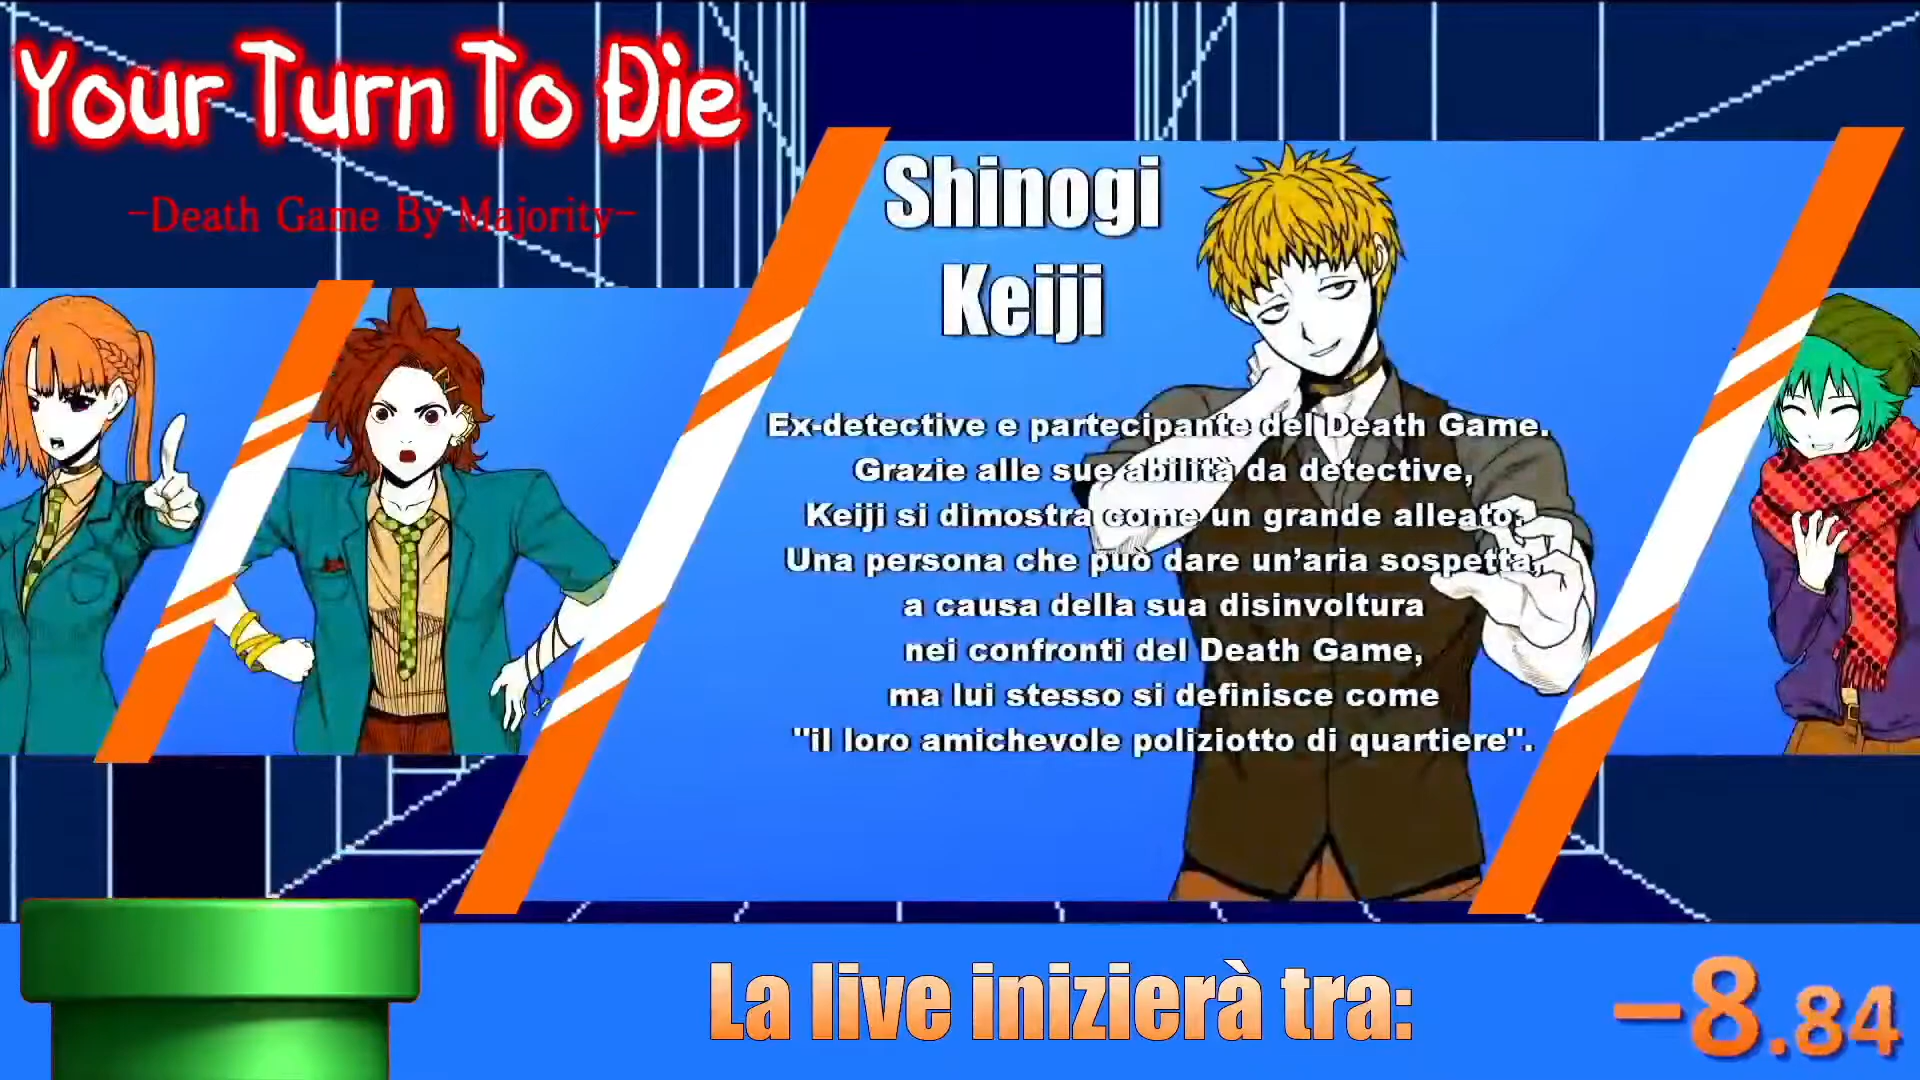 Your Turn To Die
-Death Game By Majority-
Shinogi
Keiji
Ex-detective e partecipante del Death Game.
Grazie alle sue abilità da detective,
Keiji si dimostra come un grande alleato.
Una persona che può dare un’aria sospetta,
a causa della sua disinvoltura
nei confronti del Death Game,
ma lui stesso si definisce come
"il loro amichevole poliziotto di quartiere".
La live inizierà tra:
-8.84